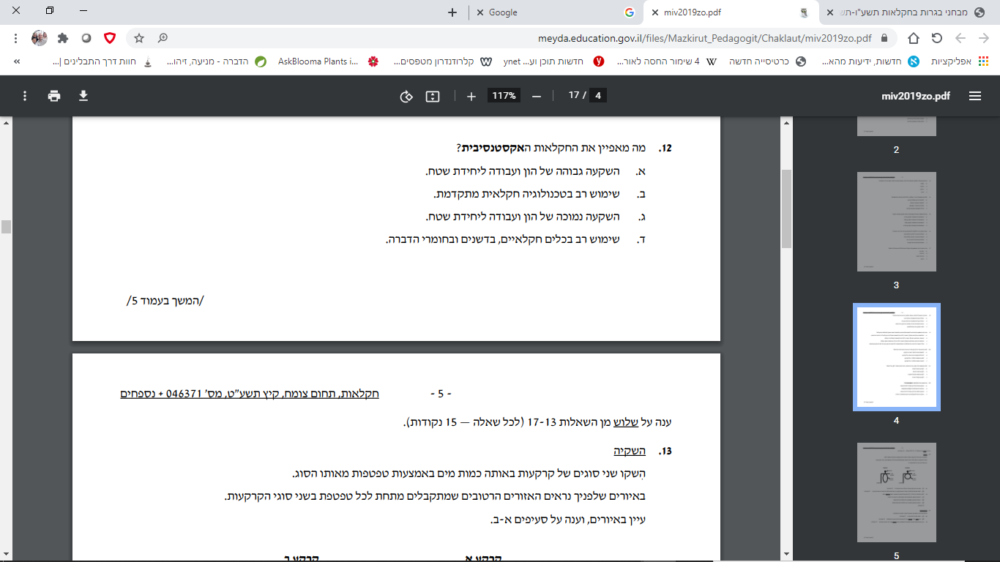 מבחני בגרות בחקלאות תשע"ו-תש
miv2019zo.pdf
Google
meyda.education.gov.il/files/Mazkirut_Pedagogit/Chaklaut/miv2019zo.pdf
אפליקציות
חדשות, ידיעות מהא...
כרטיסייה חדשה
4 שימור החסה לאור...
חדשות תוכן וע... ynet
קלרודנדרון מטפסים...
AskBlooma Plants i...
הדברה - מניעה, זיהו...
חוות דרך התבלינים |...
miv2019zo.pdf
4 / 17
117%
2
3
4
5
12. מה מאפיין את החקלאות האקסטנסיבית?
א. השקעה גבוהה של הון ועבודה ליחידת שטח.
ב. שימוש רב בטכנולוגיה חקלאית מתקדמת.
ג. השקעה נמוכה של הון ועבודה ליחידת שטח.
ד. שימוש רב בכלים חקלאיים, בדשנים ובחומרי הדברה.
/המשך בעמוד 5/
- 5 - חקלאות, תחום צומח, קיץ תשע"ט, מס' 046371 + נספחים
ענה על שלוש מן השאלות 13-17 (לכל שאלה — 15 נקודות).
13. השקיה
הִשקו שני סוגים של קרקעות באותה כמות מים באמצעות טפטפות מאותו הסוג.
באיורים שלפניך נראים האזורים הרטובים שמתקבלים מתחת לכל טפטפת בשני סוגי הקרקעות.
עיין באיורים, וענה על סעיפים א-ב.
קרקע א קרקע ב